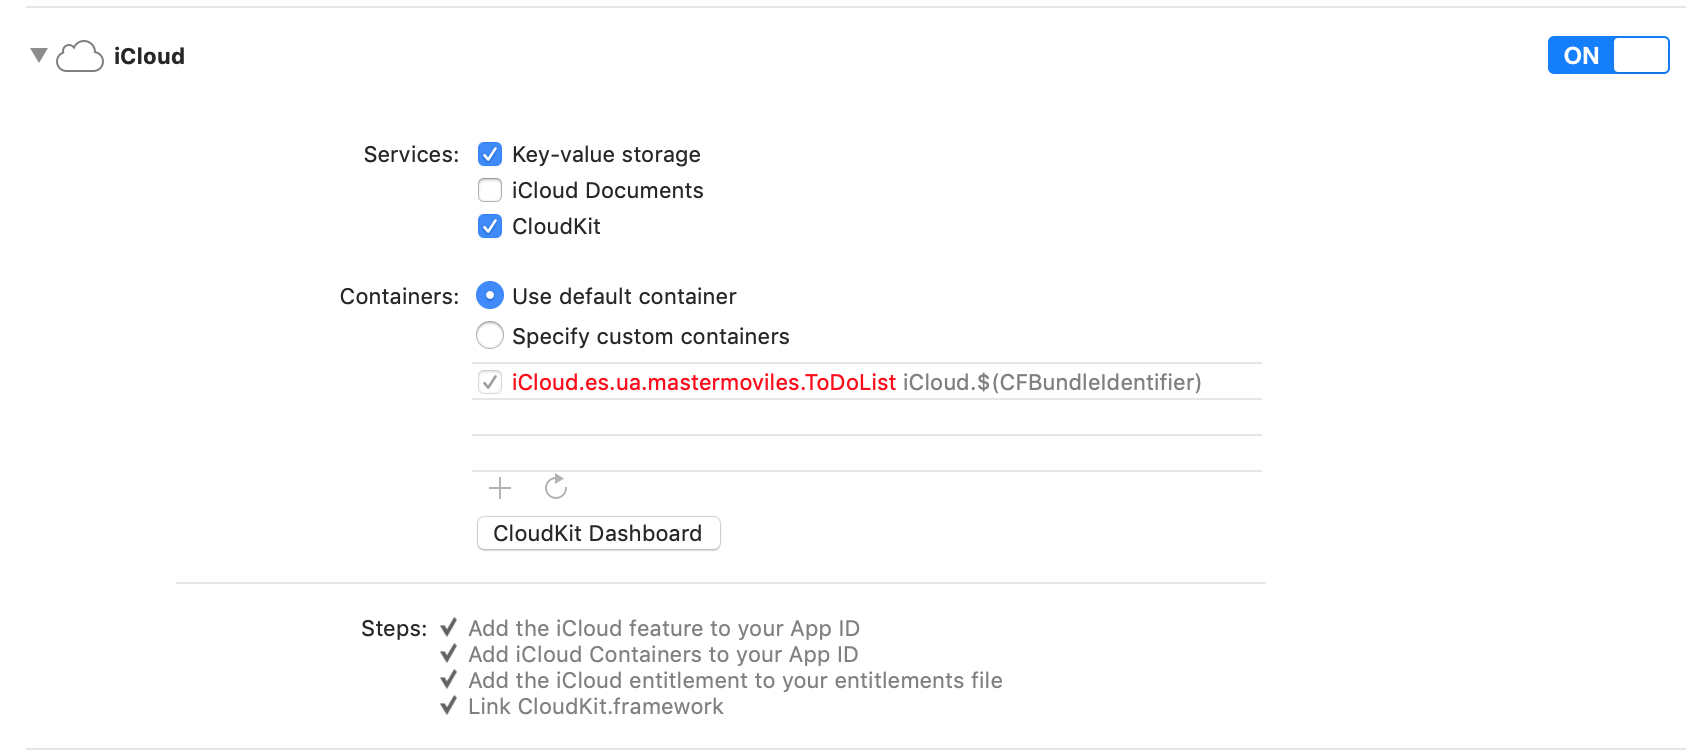 iCloud
ON
Services: Key-value storage
iCloud Documents
CloudKit
Containers: Use default container
Specify custom containers
iCloud.es.ua.mastermoviles.ToDoList iCloud.$(CFBundleIdentifier)
CloudKit Dashboard
Steps: ✓ Add the iCloud feature to your App ID
✓ Add iCloud Containers to your App ID
✓ Add the iCloud entitlement to your entitlements file
✓ Link CloudKit.framework